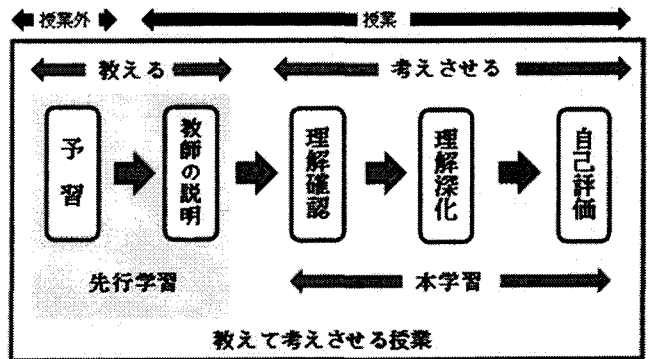 授業外 授業
教える 考えさせる
予習
教師の説明
理解確認
理解深化
自己評価
先行学習 本学習
教えて考えさせる授業